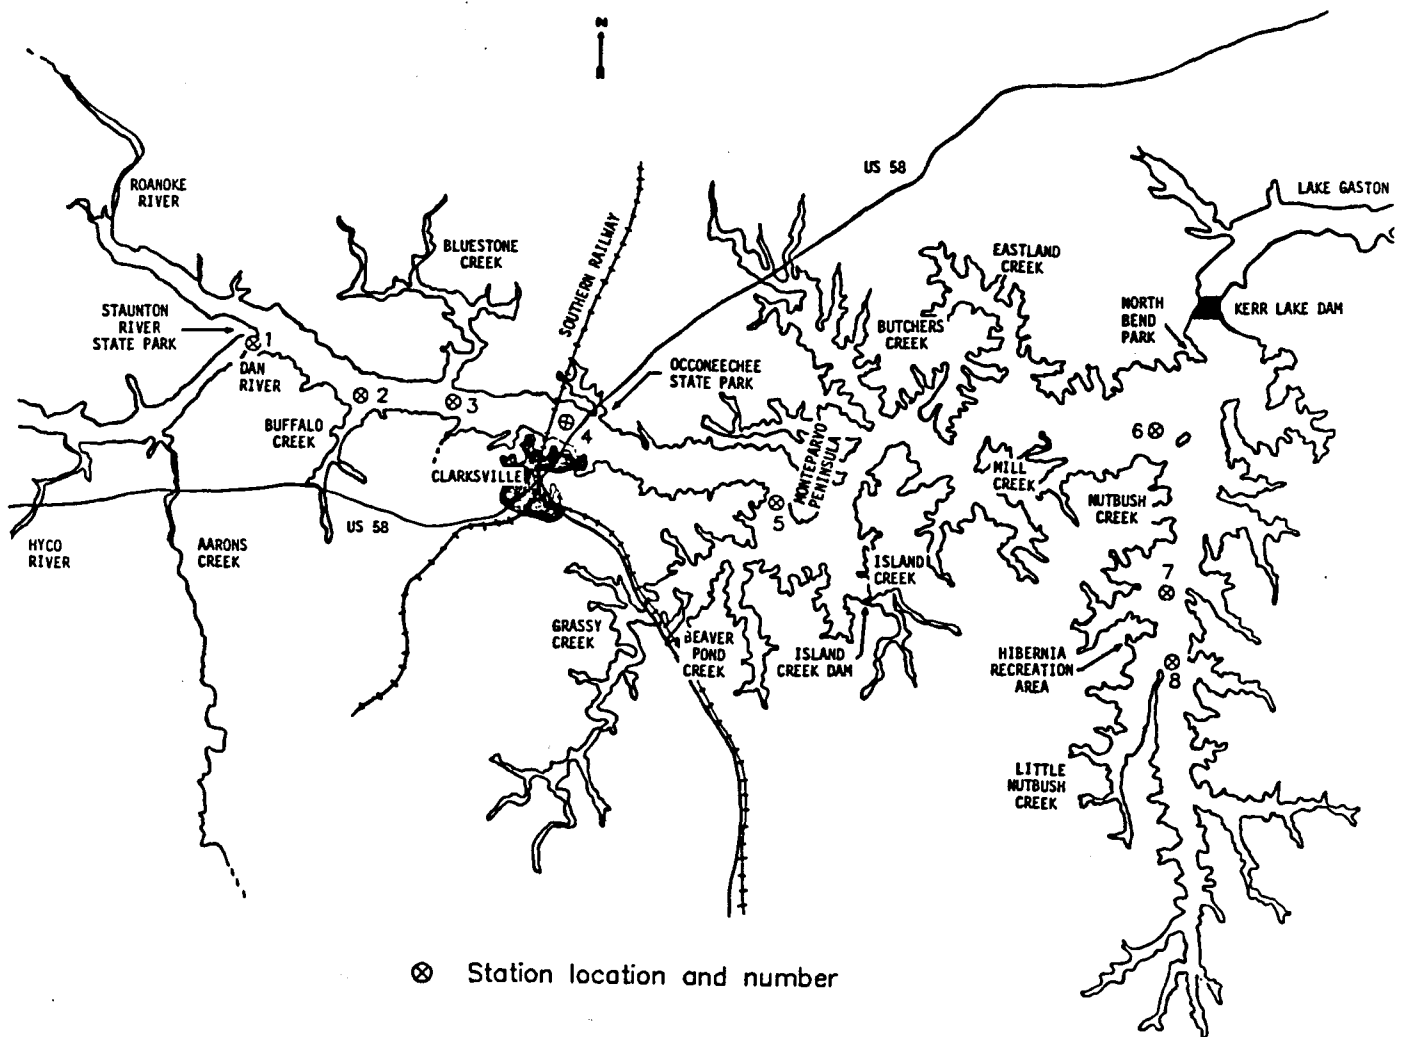 N
US 58
ROANOKE
RIVER
LAKE GASTON
BLUESTONE
CREEK
SOUTHERN RAILWAY
EASTLAND
CREEK
STAUNTON
RIVER
STATE PARK
1
DAN
RIVER
NORTH
BEND
PARK
KERR LAKE DAM
BUTCHERS
CREEK
OCCONEECHEE
STATE PARK
2
3
4
BUFFALO
CREEK
MONTEPARVO
PENINSULA
6
CLARKSVILLE
MILL
CREEK
NUTBUSH
CREEK
5
US 58
HYCO
RIVER
AARONS
CREEK
ISLAND
CREEK
7
GRASSY
CREEK
BEAVER
POND
CREEK
ISLAND
CREEK DAM
HIBERNIA
RECREATION
AREA
8
LITTLE
NUTBUSH
CREEK
Station location and number